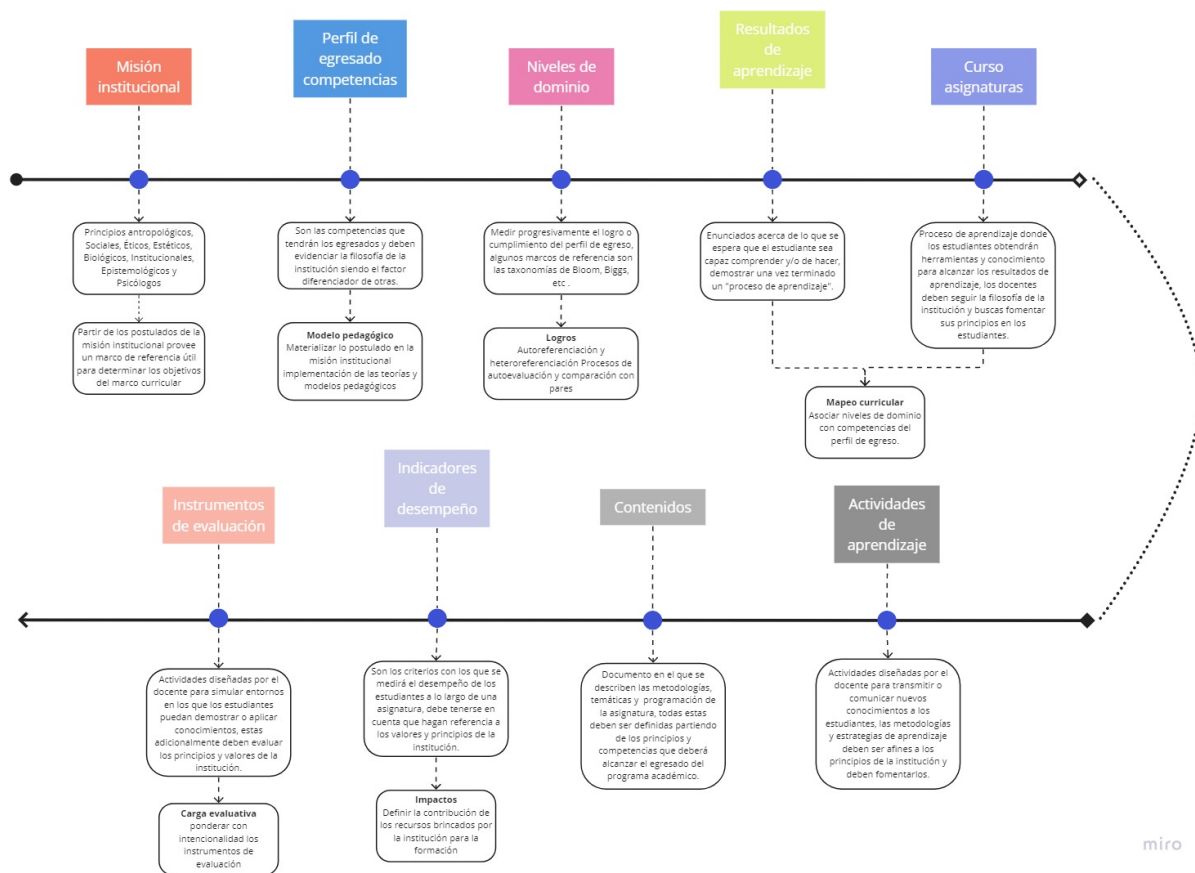 Misión
institucional
Perfil de
egresado
competencias
Niveles de
dominio
Resultados
de
aprendizaje
Curso
asignaturas
Principios antropológicos,
Sociales, Éticos, Estéticos,
Biológicos, Institucionales,
Epistemológicos y
Psicólogos
Partir de los postulados de la
misión institucional provee
un marco de referencia útil
para determinar los objetivos
del marco curricular
Son las competencias que
tendrán los egresados y deben
evidenciar la filosofía de la
institución siendo el factor
diferenciador de otras.
Modelo pedagógico
Materializar lo postulado en la
misión institucional
implementación de las teorías y
modelos pedagógicos
Medir progresivamente el logro o
cumplimiento del perfil de egreso,
algunos marcos de referencia son
las taxonomías de Bloom, Biggs,
etc .
Logros
Autoreferenciación y
heteroreferenciación Procesos de
autoevaluación y comparación con
pares
Enunciados acerca de lo que se
espera que el estudiante sea
capaz comprender y/o de hacer,
demostrar una vez terminado
un "proceso de aprendizaje".
Proceso de aprendizaje donde
los estudiantes obtendrán
herramientas y conocimiento
para alcanzar los resultados de
aprendizaje, los docentes
deben seguir la filosofía de la
institución y buscas fomentar
sus principios en los
estudiantes.
Mapeo curricular
Asociar niveles de dominio
con competencias del
perfil de egreso.
Instrumentos
de evaluación
Indicadores
de
desempeño
Contenidos
Actividades
de
aprendizaje
Actividades diseñadas por el
docente para simular entornos
en los que los estudiantes
puedan demostrar o aplicar
conocimientos, estas
adicionalmente deben evaluar
los principios y valores de la
institución.
Carga evaluativa
ponderar con
intencionalidad los
instrumentos de
evaluación
Son los criterios con los que se
medirá el desempeño de los
estudiantes a lo largo de una
asignatura, debe tenerse en
cuenta que hagan referencia a
los valores y principios de la
institución.
Impactos
Definir la contribución de
los recursos brincados por
la institución para la
formación
Documento en el que se
describen las metodologías,
temáticas y programación de
la asignatura, todas estas
deben ser definidas partiendo
de los principios y
competencias que deberá
alcanzar el egresado del
programa académico.
Actividades diseñadas por el
docente para transmitir o
comunicar nuevos
conocimientos a los
estudiantes, las metodologías
y estrategias de aprendizaje
deben ser afines a los
principios de la institución y
deben fomentarlos.
miro